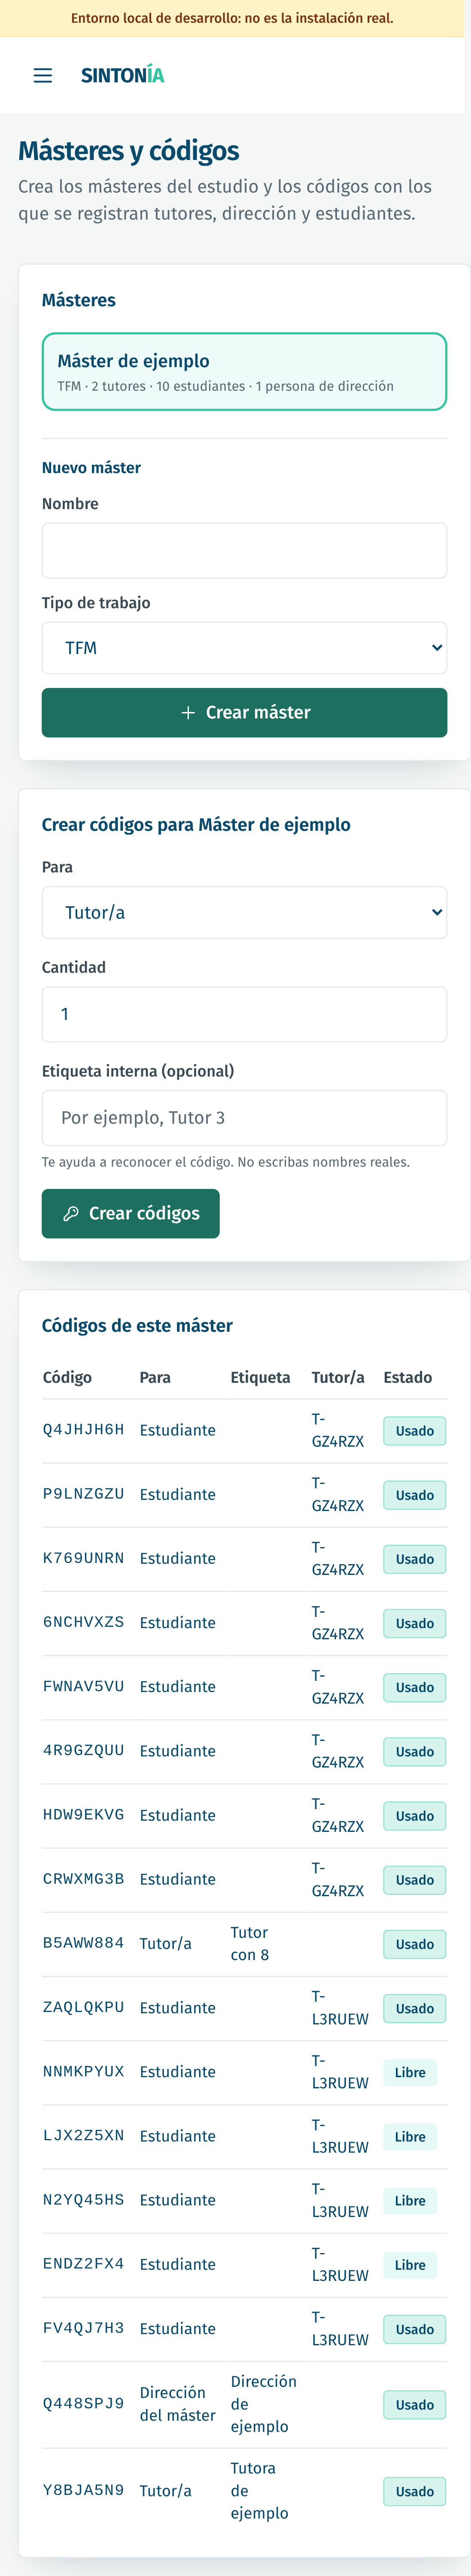 Entorno local de desarrollo: no es la instalación real.
SINTONÍA
Másteres y códigos
Crea los másteres del estudio y los códigos con los
que se registran tutores, dirección y estudiantes.
Másteres
Máster de ejemplo
TFM · 2 tutores · 10 estudiantes · 1 persona de dirección
Nuevo máster
Nombre
Tipo de trabajo
TFM
Crear máster
Crear códigos para Máster de ejemplo
Para
Tutor/a
Cantidad
1
Etiqueta interna (opcional)
Por ejemplo, Tutor 3
Te ayuda a reconocer el código. No escribas nombres reales.
Crear códigos
Códigos de este máster
Código Para Etiqueta Tutor/a Estado
Q4JHJH6H Estudiante T-GZ4RZX Usado
P9LNZGZU Estudiante T-GZ4RZX Usado
K769UNRN Estudiante T-GZ4RZX Usado
6NCHVXZS Estudiante T-GZ4RZX Usado
FWNAV5VU Estudiante T-GZ4RZX Usado
4R9GZQUU Estudiante T-GZ4RZX Usado
HDW9EKVG Estudiante T-GZ4RZX Usado
CRWXMG3B Estudiante T-GZ4RZX Usado
B5AWW884 Tutor/a Tutor con 8 Usado
ZAQLQKPU Estudiante T-L3RUEW Usado
NNMKPYUX Estudiante T-L3RUEW Libre
LJX2Z5XN Estudiante T-L3RUEW Libre
N2YQ45HS Estudiante T-L3RUEW Libre
ENDZ2FX4 Estudiante T-L3RUEW Libre
FV4QJ7H3 Estudiante T-L3RUEW Usado
Q448SPJ9 Dirección del máster Dirección de ejemplo Usado
Y8BJA5N9 Tutor/a Tutora de ejemplo Usado